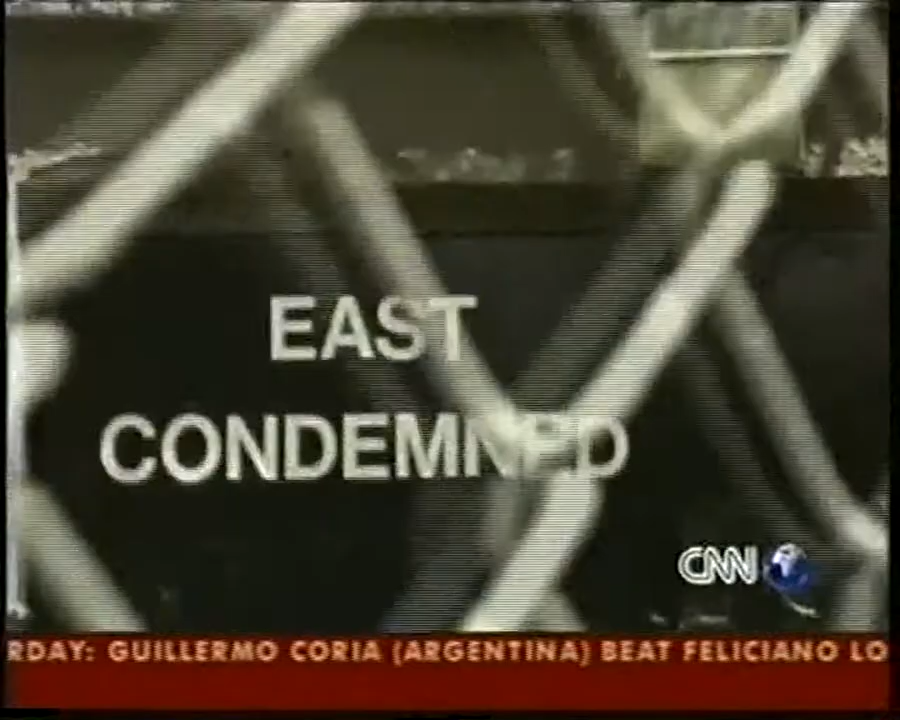 EAST
CONDEMNED
CNN
RDAY: GUILLERMO CORIA (ARGENTINA) BEAT FELICIANO LO